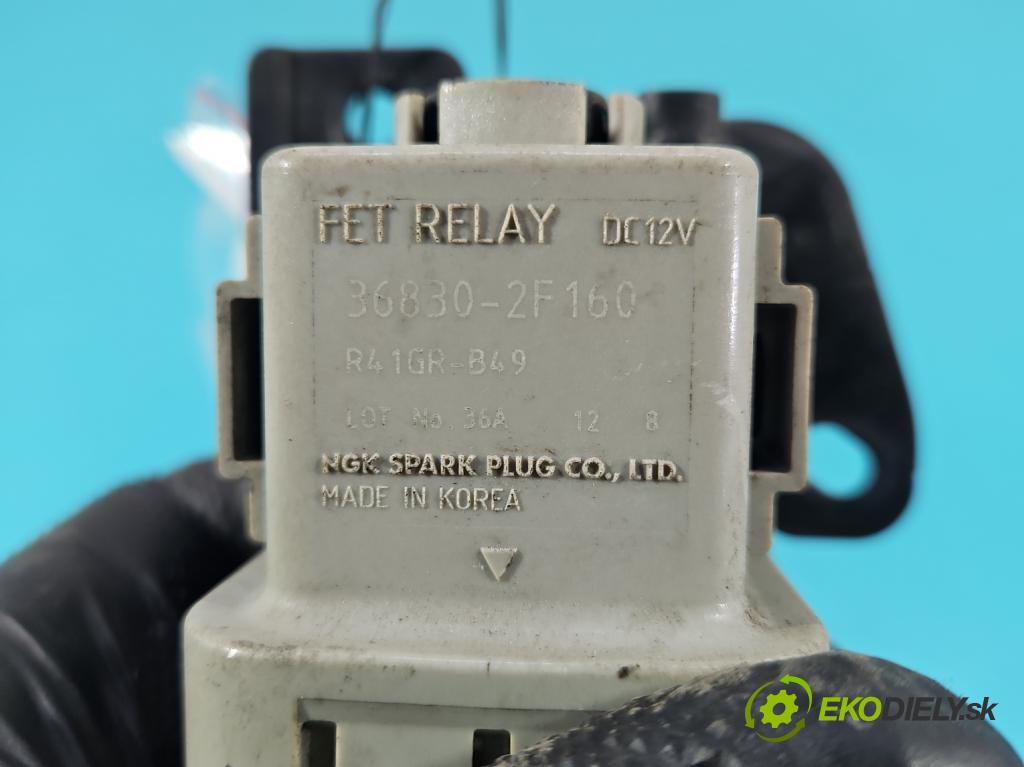 FET RELAY DC12V
36830-2F160
R41GR-B49
LOT No. 36A 12 8
NGK SPARK PLUG CO., LTD.
MADE IN KOREA
EKODIELY.sk